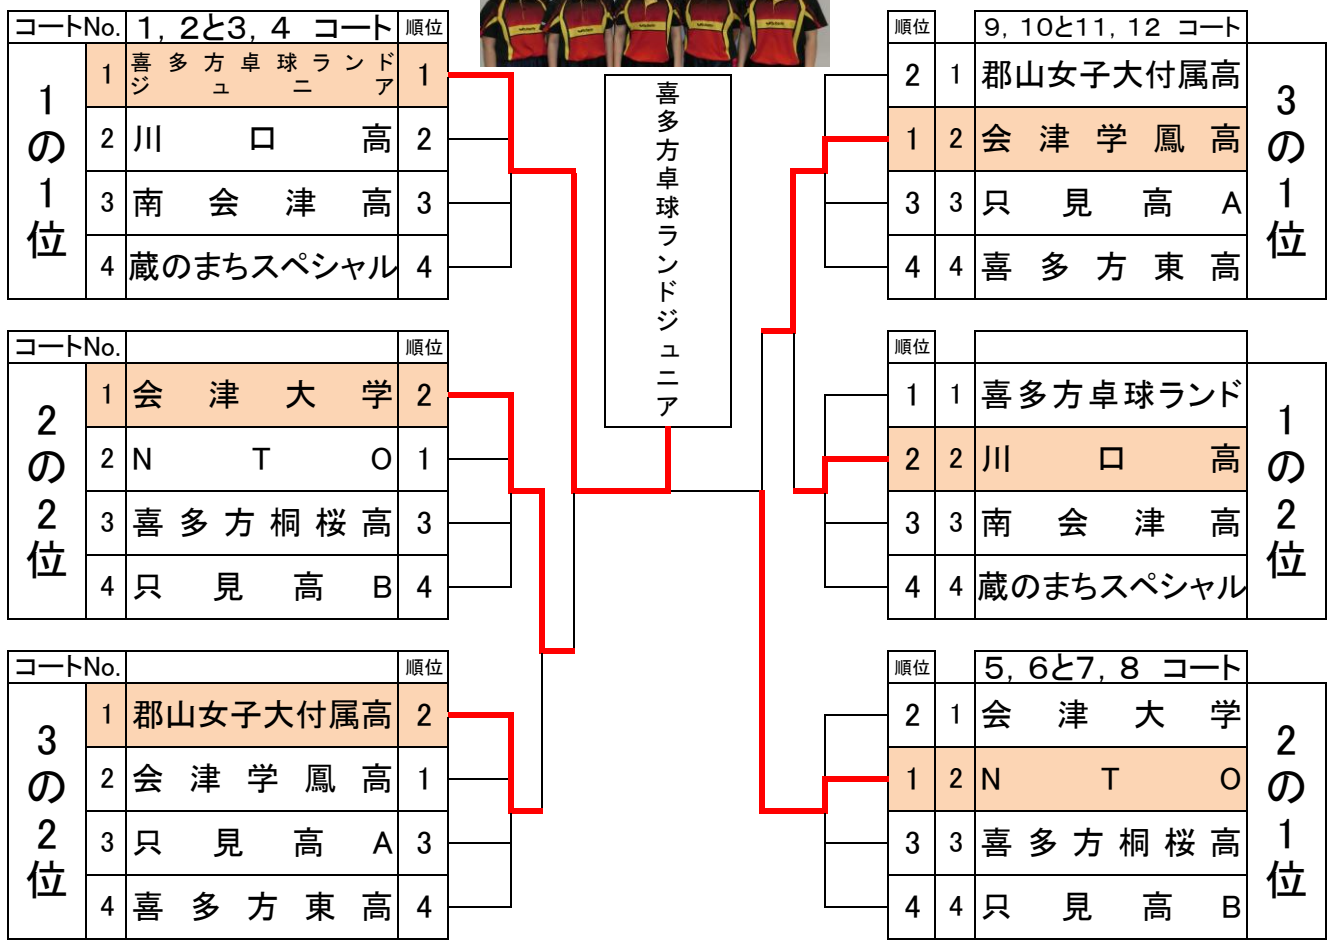 コートNo. 1，2と3，4 コート 順位
1の1位
1 喜多方卓球ランド
ジュニア 1
2 川口高 2
3 南会津高 3
4 蔵のまちスペシャル 4
コートNo. 順位
2の2位
1 会津大学 2
2 NTO 1
3 喜多方桐桜高 3
4 只見高B 4
コートNo. 順位
3の2位
1 郡山女子大付属高 2
2 会津学鳳高 1
3 只見高A 3
4 喜多方東高 4
喜多方卓球ランドジュニア
順位 9，10と11，12 コート
2 1 郡山女子大付属高
1 2 会津学鳳高
3 3 只見高A
4 4 喜多方東高
3の1位
順位
1 1 喜多方卓球ランド
2 2 川口高
3 3 南会津高
4 4 蔵のまちスペシャル
1の2位
順位 5，6と7，8 コート
2 1 会津大学
1 2 NTO
3 3 喜多方桐桜高
4 4 只見高B
2の1位